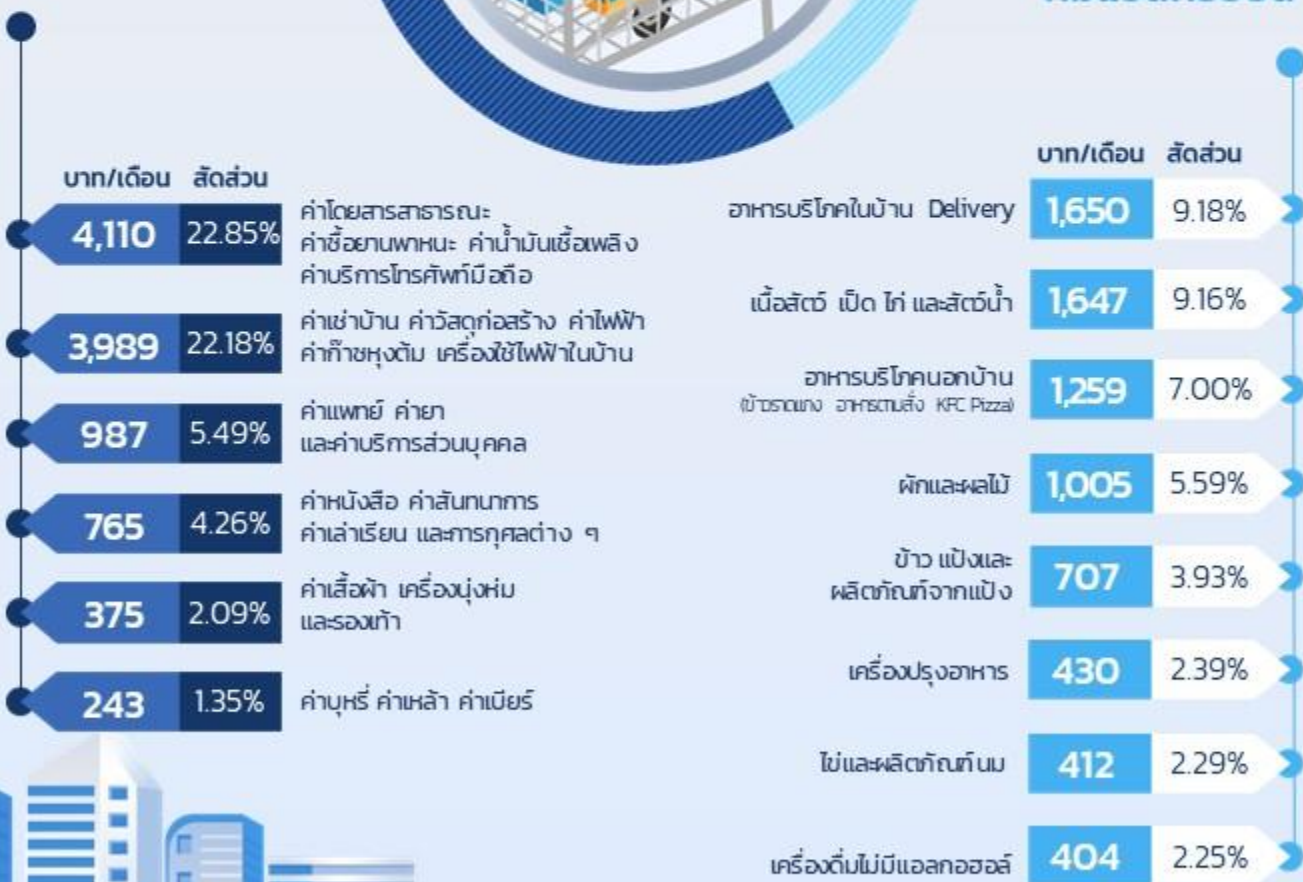 บาท/เดือน สัดส่วน
4,110 22.85%
ค่าโดยสารสาธารณะ
ค่าซื้อยานพาหนะ ค่าน้ำมันเชื้อเพลิง
ค่าบริการโทรศัพท์มือถือ
3,989 22.18%
ค่าเช่าบ้าน ค่าวัสดุก่อสร้าง ค่าไฟฟ้า
ค่าก๊าซหุงต้ม เครื่องใช้ไฟฟ้าในบ้าน
987 5.49%
ค่าแพทย์ ค่ายา
และค่าบริการส่วนบุคคล
765 4.26%
ค่าหนังสือ ค่าสันทนาการ
ค่าเล่าเรียน และการกุศลต่าง ๆ
375 2.09%
ค่าเสื้อผ้า เครื่องนุ่งห่ม
และรองเท้า
243 1.35%
ค่าบุหรี่ ค่าเหล้า ค่าเบียร์
บาท/เดือน สัดส่วน
อาหารบริโภคในบ้าน Delivery 1,650 9.18%
เนื้อสัตว์ เป็ด ไก่ และสัตว์น้ำ 1,647 9.16%
อาหารบริโภคนอกบ้าน
(ข้าวราดแกง อาหารตามสั่ง KFC Pizza)
1,259 7.00%
ผักและผลไม้ 1,005 5.59%
ข้าว แป้งและ
ผลิตภัณฑ์จากแป้ง
707 3.93%
เครื่องปรุงอาหาร 430 2.39%
ไข่และผลิตภัณฑ์นม 412 2.29%
เครื่องดื่มไม่มีแอลกอฮอล์ 404 2.25%